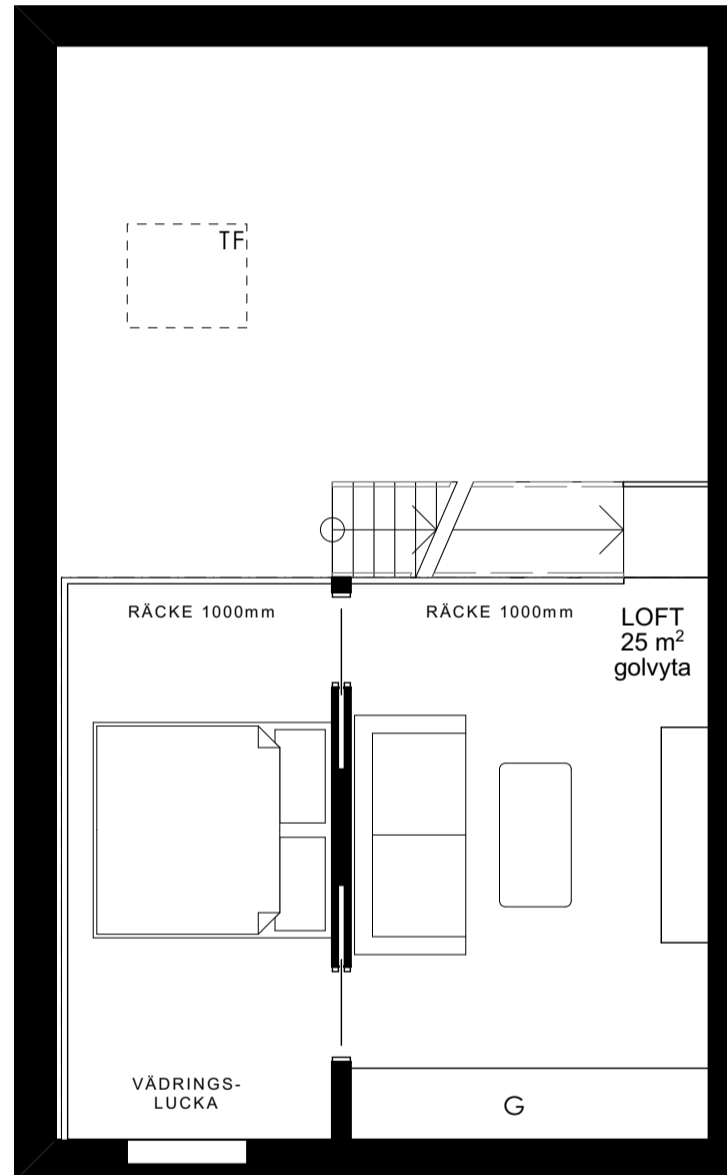 TF
RÄCKE 1000mm
RÄCKE 1000mm
LOFT
25 m²
golvyta
VÄDRINGS-
LUCKA
G